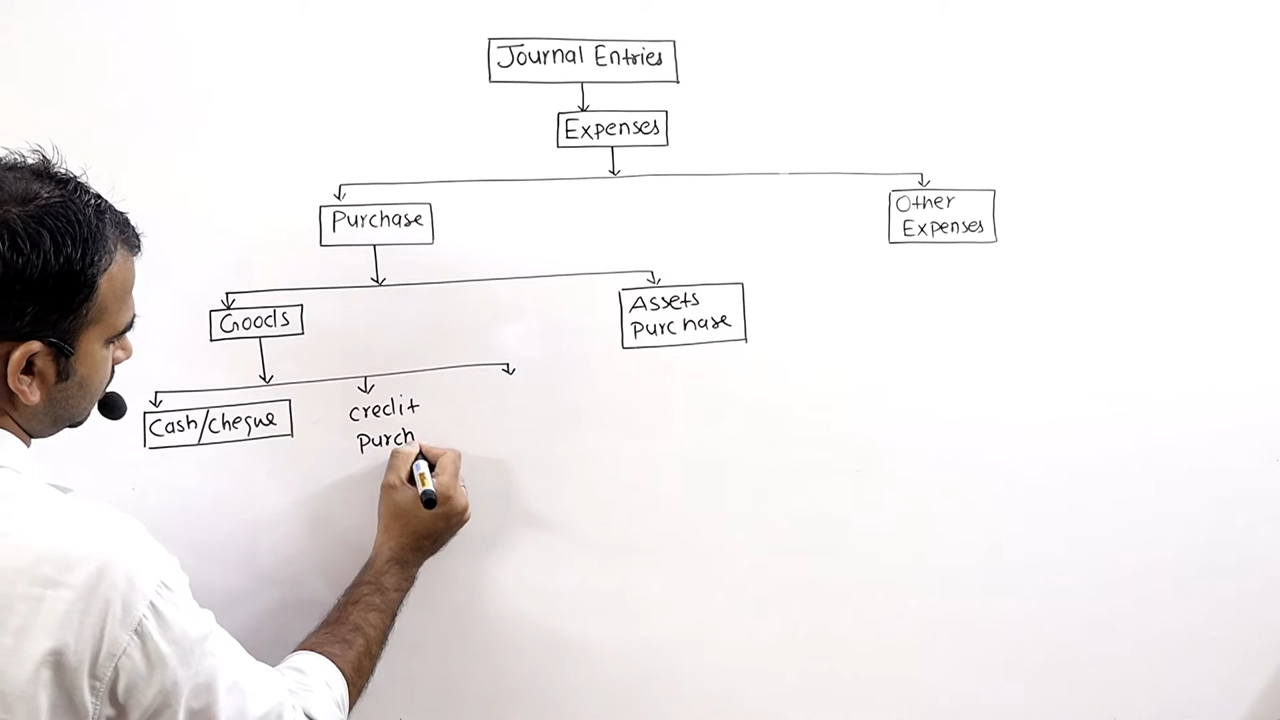 Journal Entries
Expenses
Purchase
Other
Expenses
Goods
Assets
Purchase
Cash/cheque
credit
Purch